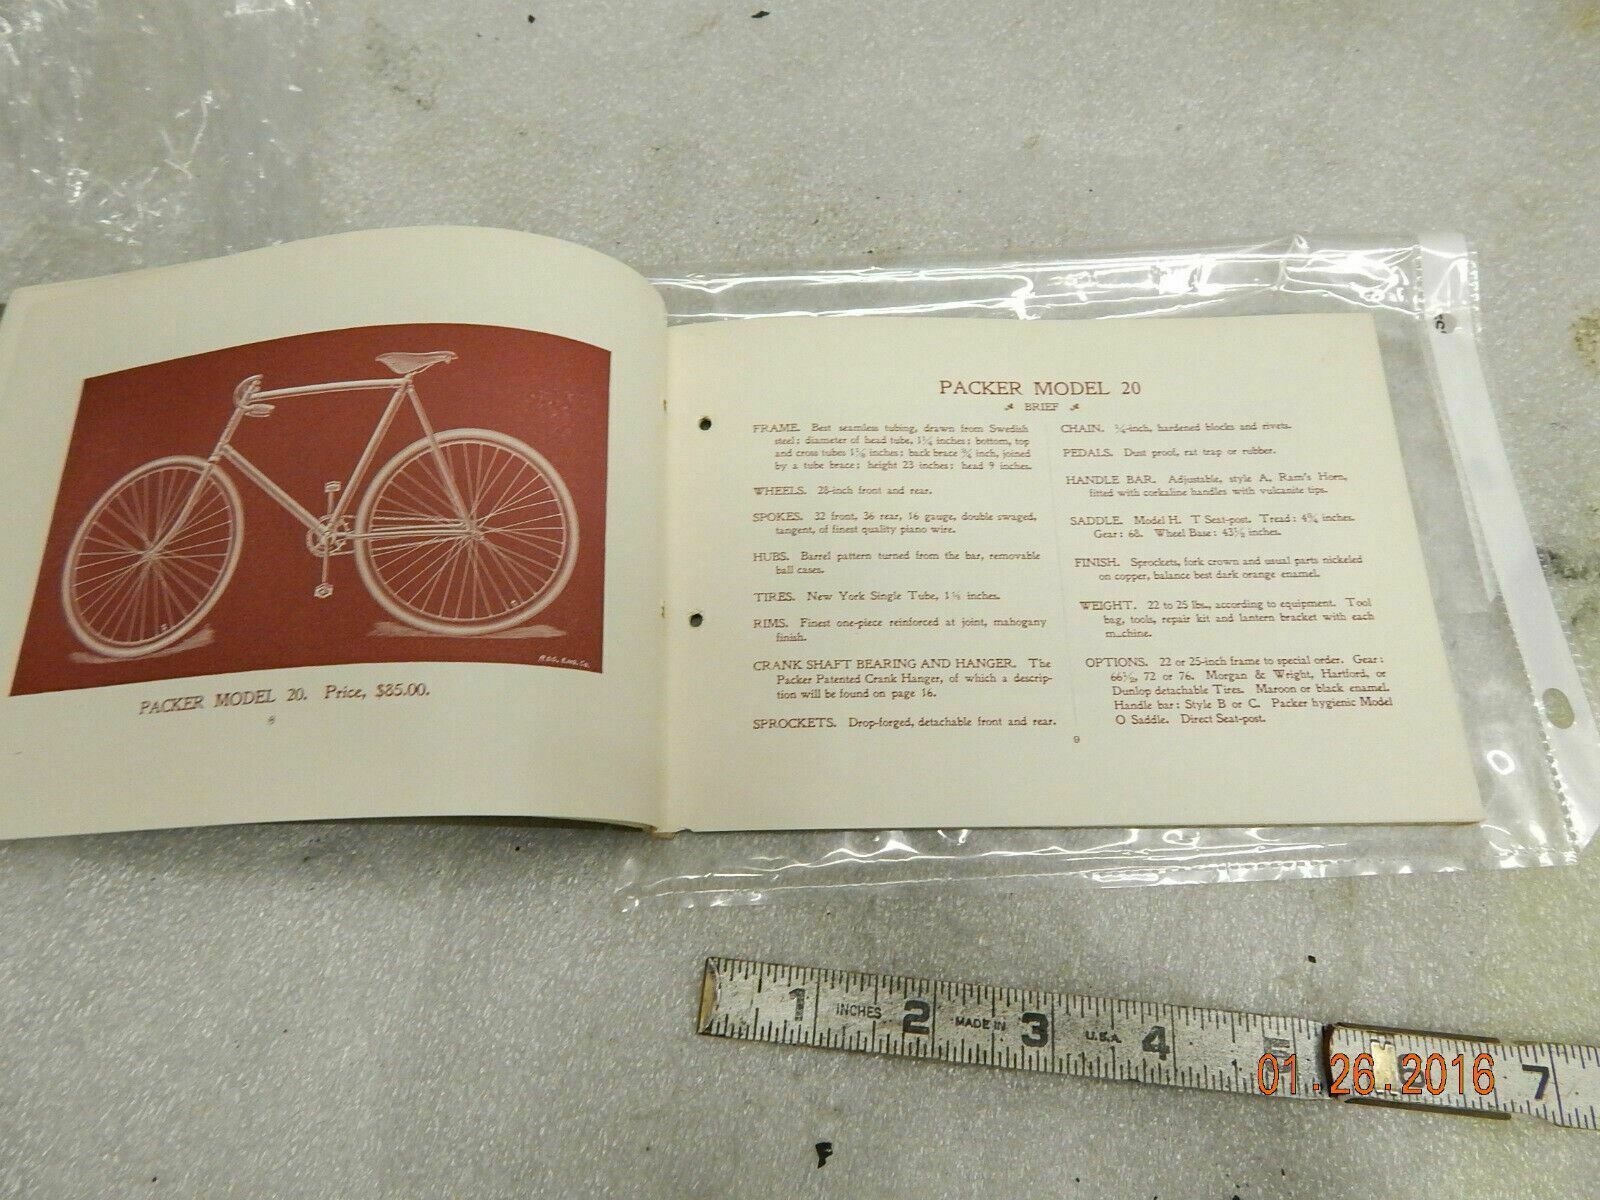 ROG. ENG. Co.
PACKER MODEL 20. Price, $85.00.
8
PACKER MODEL 20
BRIEF
FRAME. Best seamless tubing, drawn from Swedish
steel: diameter of head tube, 1¼ inches: bottom, top
and cross tubes 1⅛ inches: back brace ¾ inch, joined
by a tube brace: height 23 inches: head 9 inches.
WHEELS. 28-inch front and rear.
SPOKES. 32 front, 36 rear, 16 gauge, double swaged,
tangent, of finest quality piano wire.
HUBS. Barrel pattern turned from the bar, removable
ball cases.
TIRES. New York Single Tube, inches.
RIMS. Finest one-piece reinforced at joint, mahogany
finish.
CRANK SHAFT BEARING AND HANGER. The
Packer Patented Crank Hanger, of which a descrip-
tion will be found on page 16.
SPROCKETS. Drop-forged, detachable front and rear.
CHAIN. ¼-inch, hardened blocks and rivets.
PEDALS. Dust proof, rat trap or rubber.
HANDLE BAR. Adjustable, style A, Ram's Horn,
fitted with corkaline handles with vulcanite tips.
SADDLE. Model H. T Seat-post. Tread: 4¾ inches.
Gear: 68. Wheel Base: 43½ inches.
FINISH. Sprockets, fork crown and usual parts nickeled
on copper, balance best dark orange enamel.
WEIGHT. 22 to 25 lbs., according to equipment. Tool
bag, tools, repair kit and lantern bracket with each
m_chine.
OPTIONS. 22 or 25-inch frame to special order. Gear:
66½, 72 or 76. Morgan & Wright, Hartford, or
Dunlop detachable Tires. Maroon or black enamel.
Handle bar: Style B or C. Packer hygienic Model
O Saddle. Direct Seat-post.
9
1 INCHES 2 MADE IN 3 U.S.A. 4 5 6 7
01.26.2016